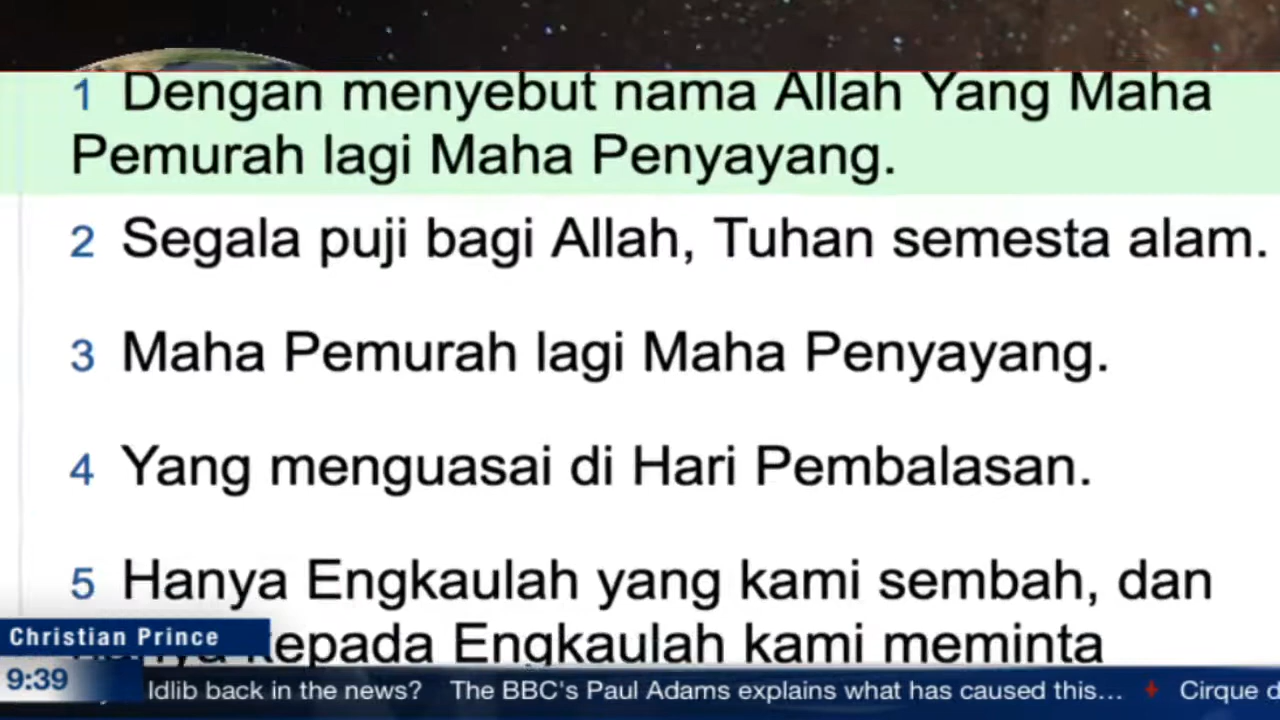 1 Dengan menyebut nama Allah Yang Maha
Pemurah lagi Maha Penyayang.
2 Segala puji bagi Allah, Tuhan semesta alam.
3 Maha Pemurah lagi Maha Penyayang.
4 Yang menguasai di Hari Pembalasan.
5 Hanya Engkaulah yang kami sembah, dan
kepada Engkaulah kami meminta
Christian Prince
9:39
Idlib back in the news? The BBC's Paul Adams explains what has caused this... Cirque